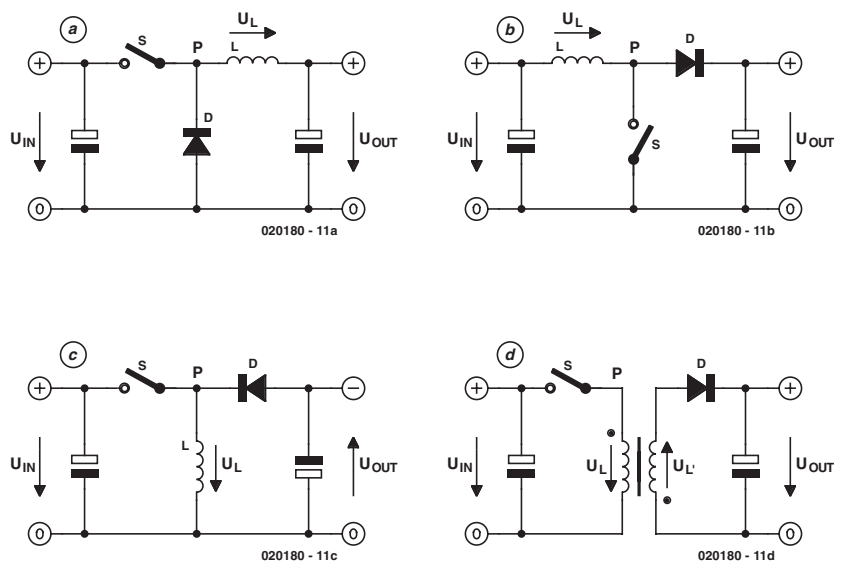 a
U_L
S
P
L
+
+
D
U_IN
U_OUT
0
0
020180 - 11a
b
U_L
L
P
D
+
+
S
U_IN
U_OUT
0
0
020180 - 11b
c
S
P
D
+
−
L
U_L
U_IN
U_OUT
0
0
020180 - 11c
d
S
P
D
+
+
U_IN
U_L
U_L'
U_OUT
0
0
020180 - 11d